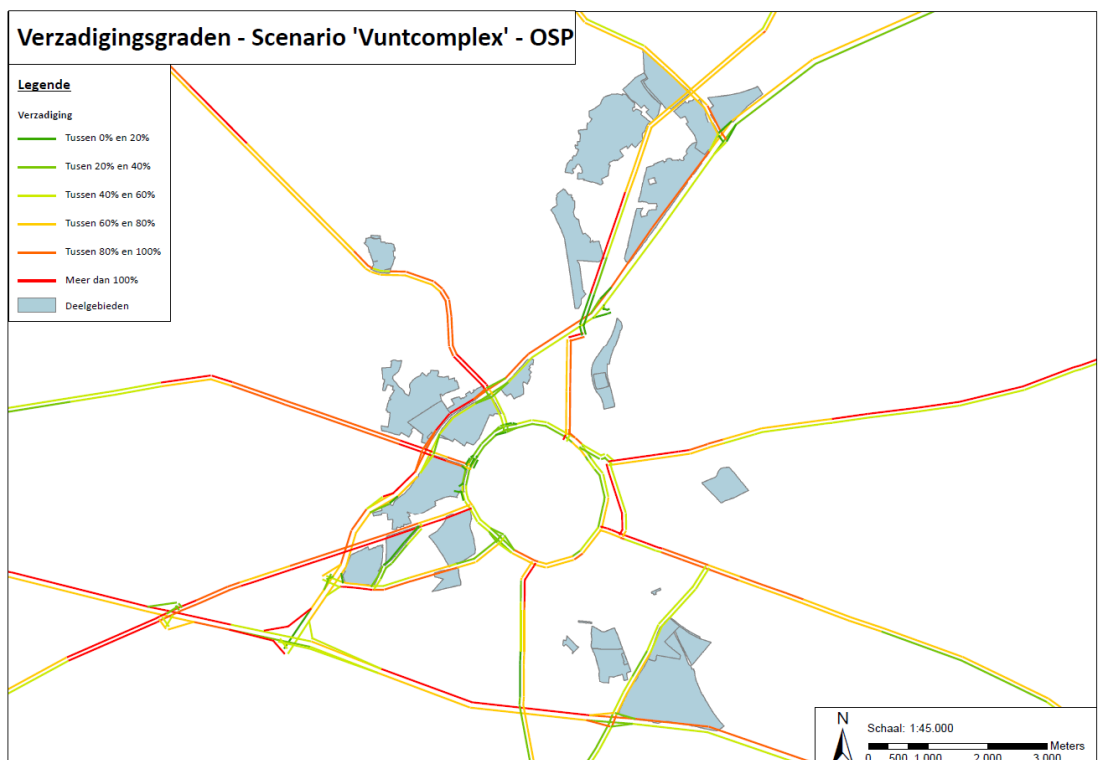 Verzadigingsgraden - Scenario 'Vuntcomplex' - OSP
Legende
Verzadiging
Tussen 0% en 20%
Tusen 20% en 40%
Tussen 40% en 60%
Tussen 60% en 80%
Tussen 80% en 100%
Meer dan 100%
Deelgebieden
N
Schaal: 1:45.000
Meters
0 500 1.000 2.000 3.000